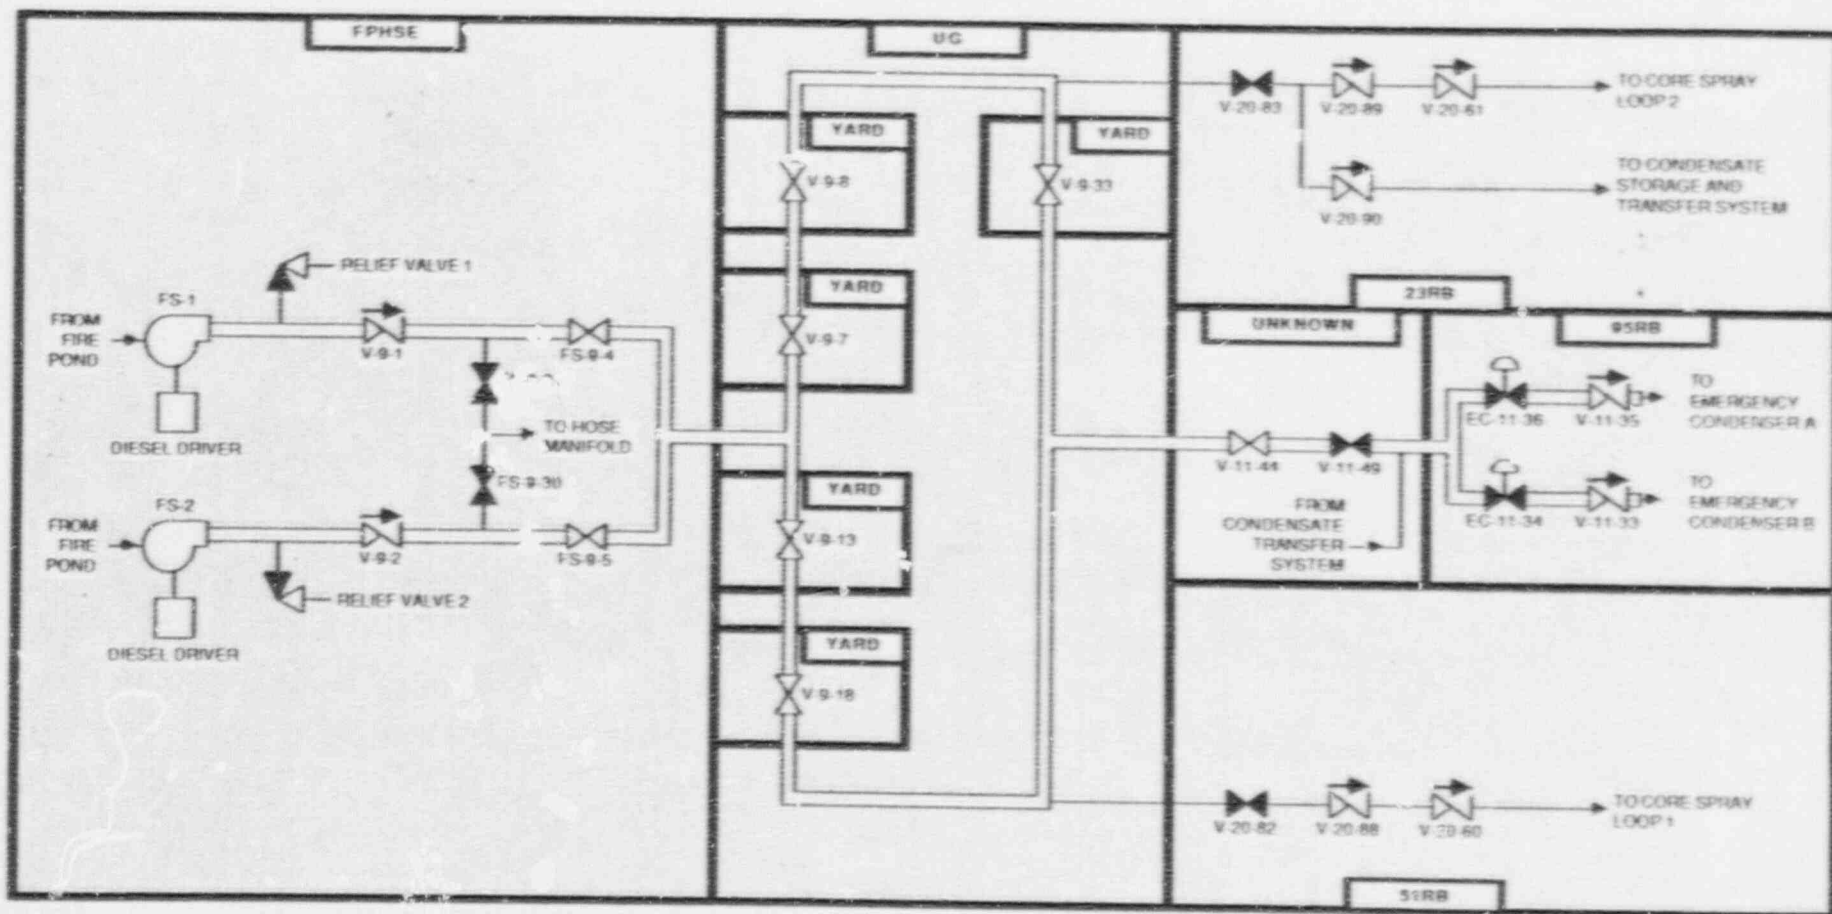 FPHSE
UG
YARD
YARD
V-9-8
V-9-33
YARD
V-9-7
YARD
V-9-13
YARD
V-9-18
RELIEF VALVE 1
FS-1
FROM
FIRE
POND
V-9-1
FS-9-4
DIESEL DRIVER
TO HOSE
MANIFOLD
FS-9-30
FS-2
FROM
FIRE
POND
V-9-2
FS-9-5
RELIEF VALVE 2
DIESEL DRIVER
V-20-83
V-20-89
V-20-61
TO CORE SPRAY
LOOP 2
V-20-90
TO CONDENSATE
STORAGE AND
TRANSFER SYSTEM
23RB
UNKNOWN
95RB
V-11-49
FROM
CONDENSATE
TRANSFER
SYSTEM
EC-11-36
V-11-35
TO
EMERGENCY
CONDENSER A
EC-11-34
V-11-33
TO
EMERGENCY
CONDENSER B
V-20-82
V-20-88
V-20-60
TO CORE SPRAY
LOOP 1